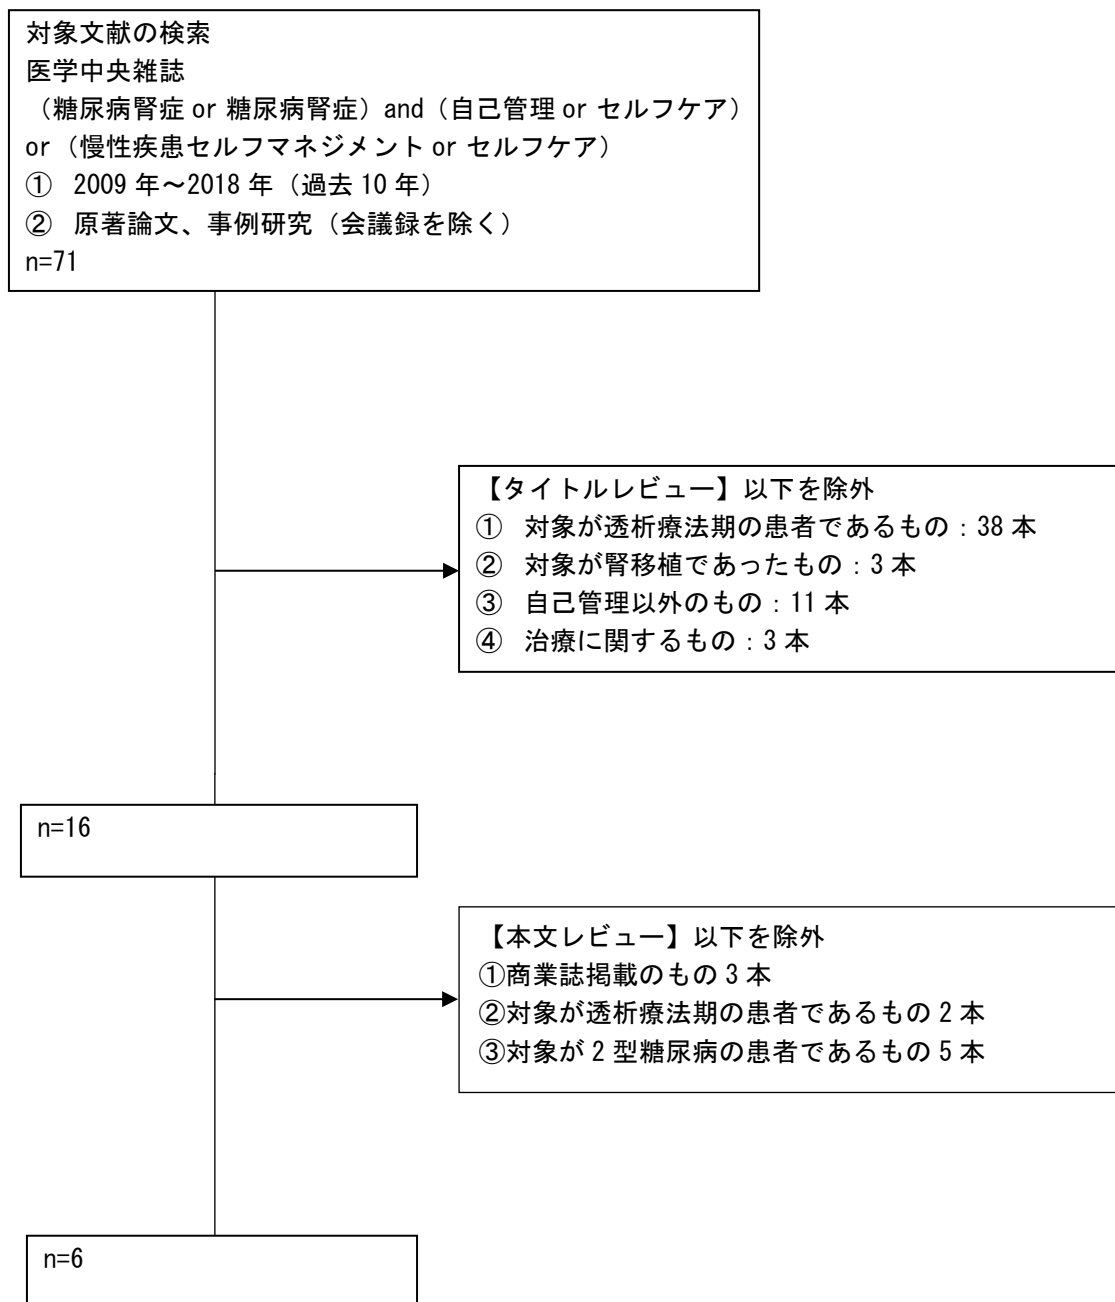 対象文献の検索
医学中央雑誌
（糖尿病腎症 or 糖尿病腎症）and（自己管理 or セルフケア）
or（慢性疾患セルフマネジメント or セルフケア）
① 2009 年～2018 年（過去 10 年）
② 原著論文、事例研究（会議録を除く）
n=71
【タイトルレビュー】以下を除外
① 対象が透析療法期の患者であるもの：38 本
② 対象が腎移植であったもの：3 本
③ 自己管理以外のもの：11 本
④ 治療に関するもの：3 本
n=16
【本文レビュー】以下を除外
①商業誌掲載のもの 3 本
②対象が透析療法期の患者であるもの 2 本
③対象が 2 型糖尿病の患者であるもの 5 本
n=6